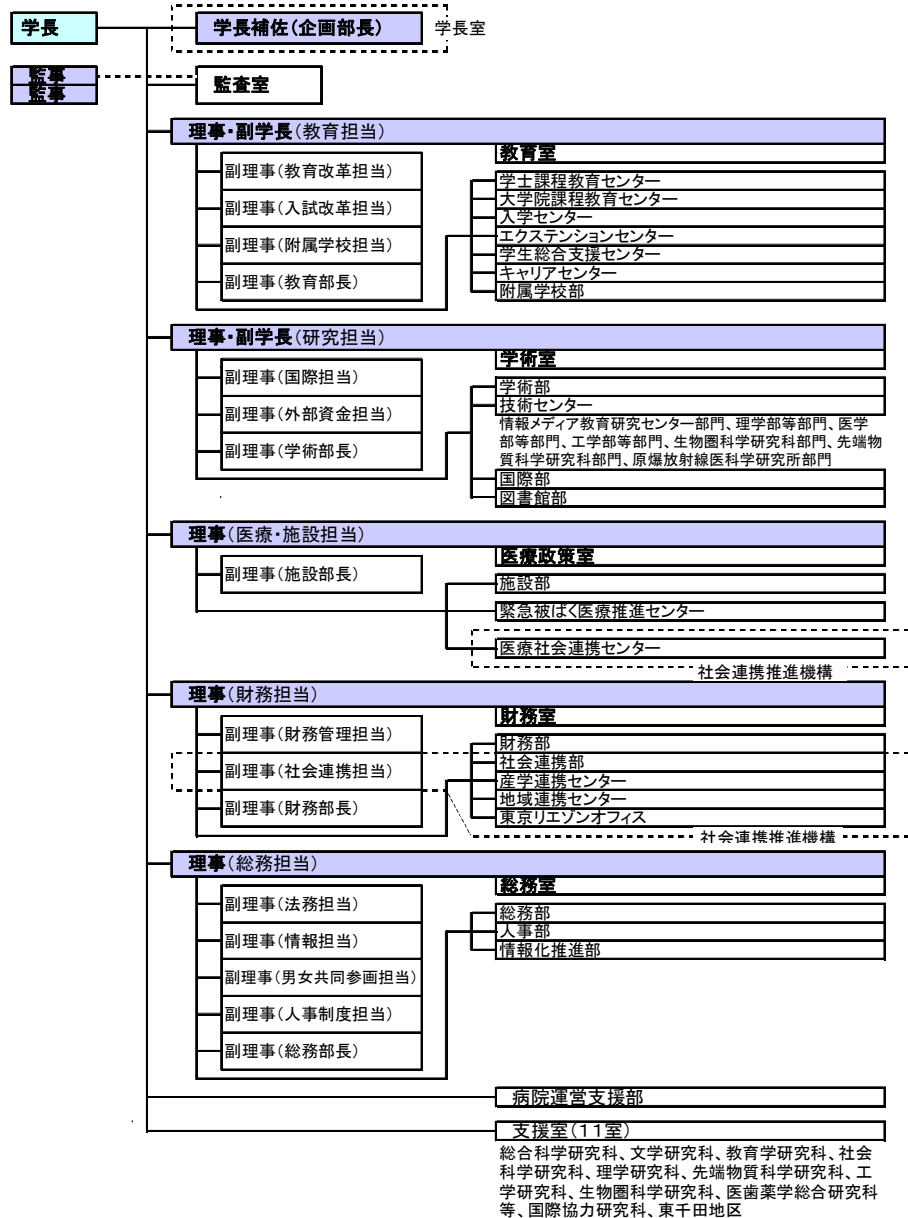 学長
学長補佐(企画部長)
学長室
監事
監事
監査室
理事・副学長(教育担当)
教育室
副理事(教育改革担当)
副理事(入試改革担当)
副理事(附属学校担当)
副理事(教育部長)
学士課程教育センター
大学院課程教育センター
入学センター
エクステンションセンター
学生総合支援センター
キャリアセンター
附属学校部
理事・副学長(研究担当)
学術室
副理事(国際担当)
副理事(外部資金担当)
副理事(学術部長)
学術部
技術センター
情報メディア教育研究センター部門、理学部等部門、医学
部等部門、工学部等部門、生物圏科学研究科部門、先端物
質科学研究科部門、原爆放射線医科学研究所部門
国際部
図書館部
理事(医療・施設担当)
医療政策室
副理事(施設部長)
施設部
緊急被ばく医療推進センター
医療社会連携センター
社会連携推進機構
理事(財務担当)
財務室
副理事(財務管理担当)
副理事(社会連携担当)
副理事(財務部長)
財務部
社会連携部
産学連携センター
地域連携センター
東京リエゾンオフィス
社会連携推進機構
理事(総務担当)
総務室
副理事(法務担当)
副理事(情報担当)
副理事(男女共同参画担当)
副理事(人事制度担当)
副理事(総務部長)
総務部
人事部
情報化推進部
病院運営支援部
支援室(11室)
総合科学研究科、文学研究科、教育学研究科、社会
科学研究科、理学研究科、先端物質科学研究科、工
学研究科、生物圏科学研究科、医歯薬学総合研究科
等、国際協力研究科、東千田地区